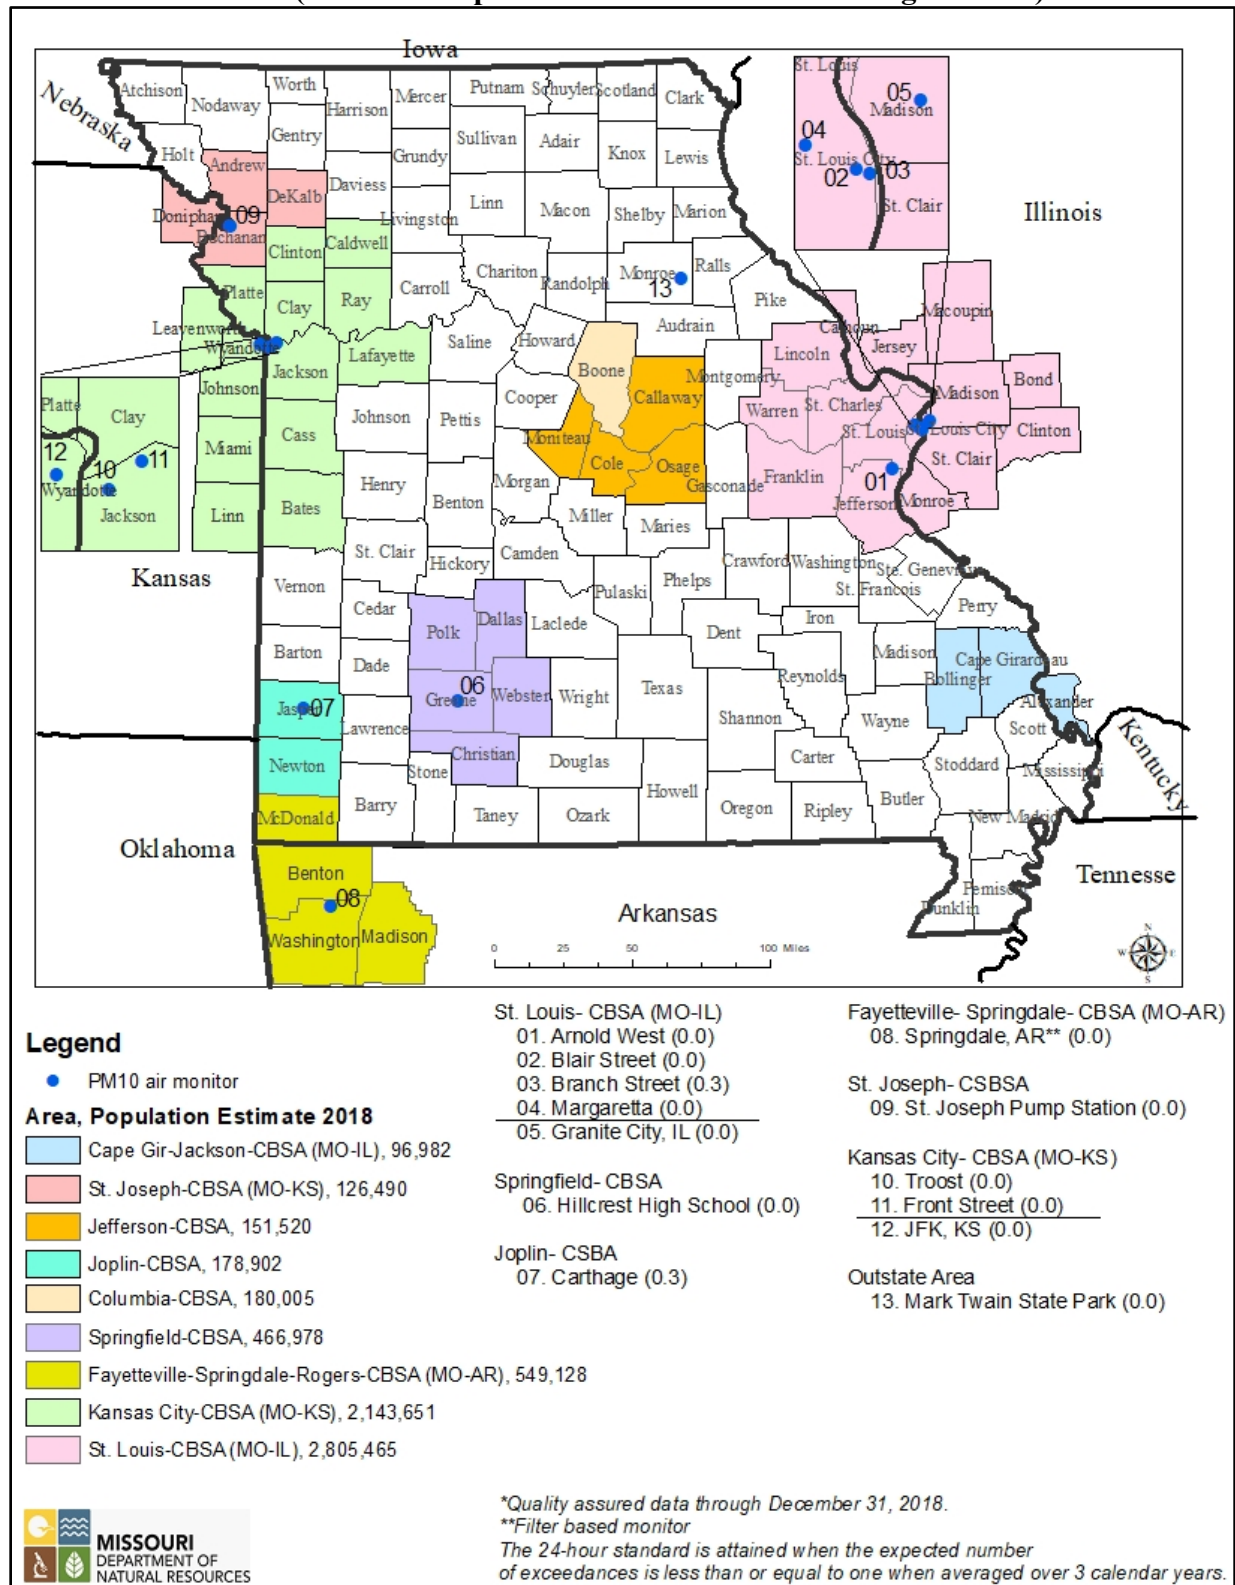 Iowa
Nebraska
Atchison
Nodaway
Worth
Gentry
Harrison
Mercer
Putnam
Schuyler
Scotland
Clark
Sullivan
Adair
Knox
Lewis
Holt
Andrew
DeKalb
Daviess
Grundy
Livingston
Linn
Macon
Shelby
Marion
Doniphan
09
Buchanan
Clinton
Caldwell
Carroll
Chariton
Randolph
Monroe
13
Ralls
Pike
Platte
Clay
Ray
Leavenworth
Wyandotte
Jackson
Lafayette
Saline
Howard
Audrain
Boone
Callaway
Montgomery
Lincoln
Calhoun
Jersey
Macoupin
Madison
Bond
Clinton
St. Louis
05
Madison
04
St. Louis City
02
03
St. Clair
Illinois
Platte
Clay
12
10
11
Wyandotte
Jackson
Johnson
Miami
Linn
Cass
Bates
Johnson
Pettis
Cooper
Moniteau
Cole
Osage
Gasconade
Warren
St. Charles
St. Louis
St. Louis City
St. Clair
Franklin
01
Jefferson
Monroe
Henry
Benton
Morgan
Miller
Maries
Kansas
Vernon
St. Clair
Hickory
Camden
Pulaski
Phelps
Crawford
Washington
St. Francois
Ste. Genevieve
Perry
Cedar
Polk
Dallas
Laclede
Dent
Iron
Madison
Cape Girardeau
Bollinger
Alexander
Barton
Dade
Greene
06
Webster
Wright
Texas
Reynolds
Shannon
Wayne
Scott
Jasper
07
Lawrence
Newton
Christian
Stone
Douglas
Howell
Carter
Stoddard
Mississippi
Kentucky
McDonald
Barry
Taney
Ozark
Oregon
Ripley
Butler
New Madrid
Pemiscot
Dunklin
Oklahoma
Benton
08
Washington
Madison
Arkansas
Tennesse
0 25 50 100 Miles
N
W E
S
Legend
PM10 air monitor
Area, Population Estimate 2018
Cape Gir-Jackson-CBSA (MO-IL), 96,982
St. Joseph-CBSA (MO-KS), 126,490
Jefferson-CBSA, 151,520
Joplin-CBSA, 178,902
Columbia-CBSA, 180,005
Springfield-CBSA, 466,978
Fayetteville-Springdale-Rogers-CBSA (MO-AR), 549,128
Kansas City-CBSA (MO-KS), 2,143,651
St. Louis-CBSA (MO-IL), 2,805,465
St. Louis- CBSA (MO-IL)
01. Arnold West (0.0)
02. Blair Street (0.0)
03. Branch Street (0.3)
04. Margaretta (0.0)
05. Granite City, IL (0.0)
Springfield- CBSA
06. Hillcrest High School (0.0)
Joplin- CSBA
07. Carthage (0.3)
Fayetteville- Springdale- CBSA (MO-AR)
08. Springdale, AR** (0.0)
St. Joseph- CSBSA
09. St. Joseph Pump Station (0.0)
Kansas City- CBSA (MO-KS)
10. Troost (0.0)
11. Front Street (0.0)
12. JFK, KS (0.0)
Outstate Area
13. Mark Twain State Park (0.0)
MISSOURI
DEPARTMENT OF
NATURAL RESOURCES
*Quality assured data through December 31, 2018.
**Filter based monitor
The 24-hour standard is attained when the expected number
of exceedances is less than or equal to one when averaged over 3 calendar years.